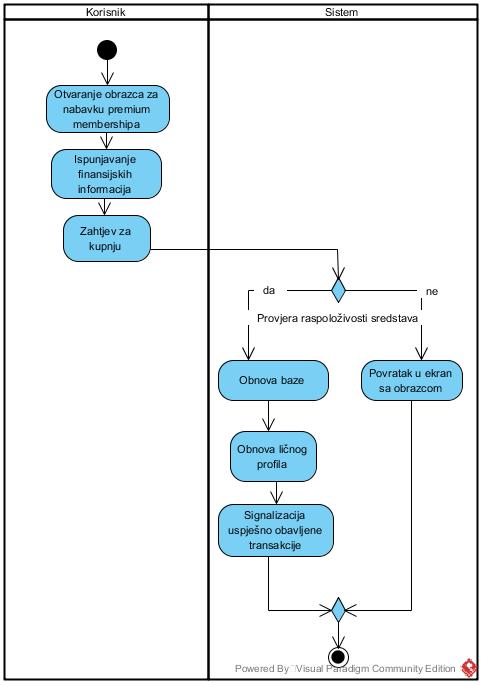 Korisnik
Sistem
Otvaranje obrazca za
nabavku premium
membershipa
Ispunjavanje
finansijskih
informacija
Zahtjev za
kupnju
da
ne
Provjera raspoloživosti sredstava
Obnova baze
Povratak u ekran
sa obrazcom
Obnova ličnog
profila
Signalizacija
uspješno obavljene
transakcije
Powered By Visual Paradigm Community Edition